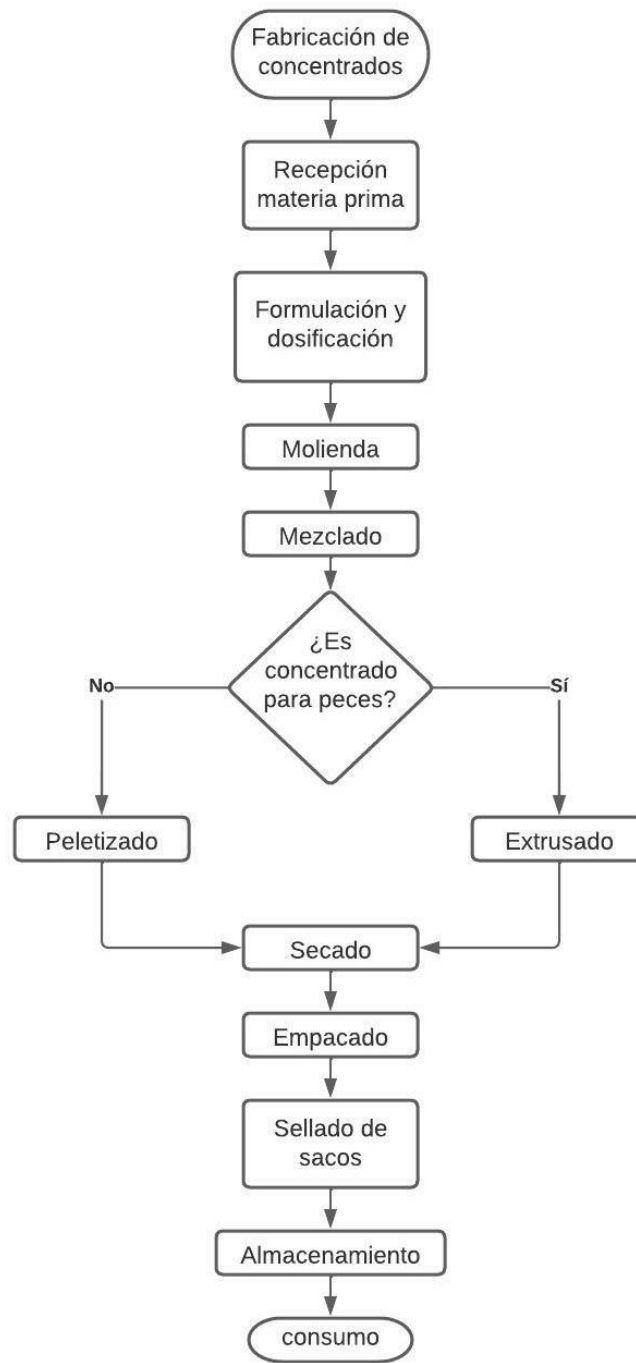 Fabricación de
concentrados
Recepción
materia prima
Formulación y
dosificación
Molienda
Mezclado
¿Es
concentrado
para peces?
No
Sí
Peletizado
Extrusado
Secado
Empacado
Sellado de
sacos
Almacenamiento
consumo